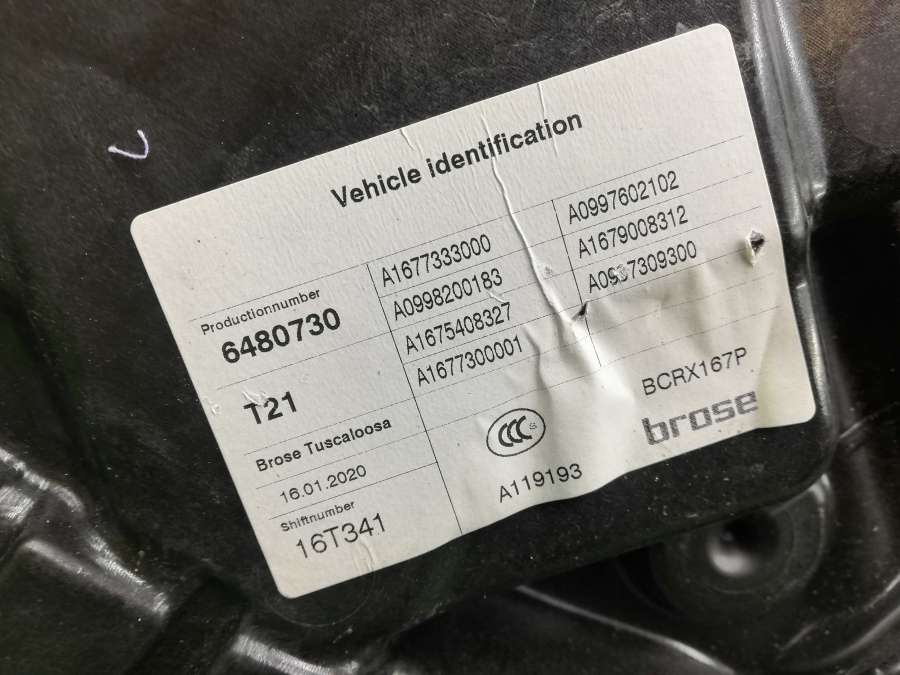 Vehicle identification
Productionnumber
6480730
T21
Brose Tuscaloosa
16.01.2020
Shiftnumber
16T341
A1677333000
A0998200183
A1675408327
A1677300001
A0997602102
A1679008312
CCC
A119193
BCRX167P
brose